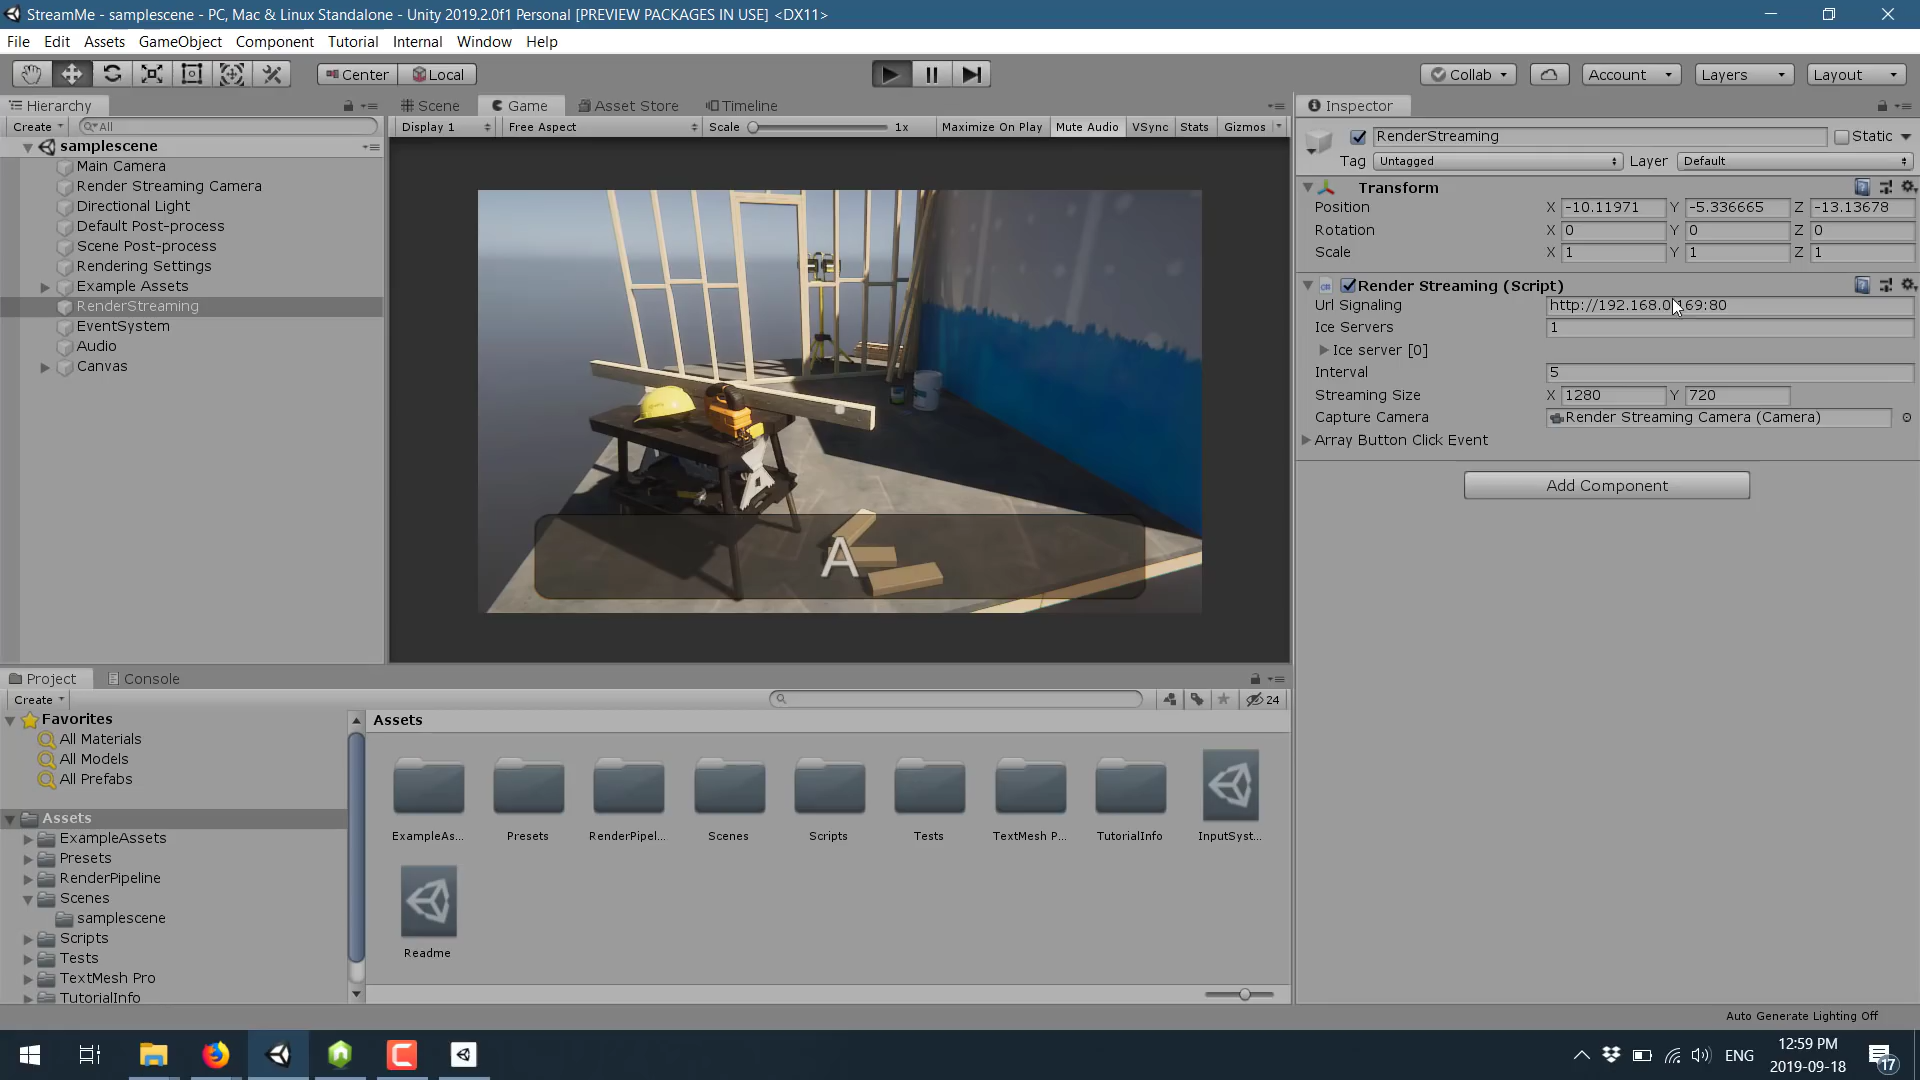 StreamMe - samplescene - PC, Mac & Linux Standalone - Unity 2019.2.0f1 Personal [PREVIEW PACKAGES IN USE] <DX11>
File Edit Assets GameObject Component Tutorial Internal Window Help
Center Local Collab Account Layers Layout
Hierarchy
Create All
samplescene
Main Camera
Render Streaming Camera
Directional Light
Default Post-process
Scene Post-process
Rendering Settings
Example Assets
RenderStreaming
EventSystem
Audio
Canvas
Scene Game Asset Store Timeline
Display 1 Free Aspect Scale 1x Maximize On Play Mute Audio VSync Stats Gizmos
A
Inspector
RenderStreaming Static
Tag Untagged Layer Default
Transform
Position X -10.11971 Y -5.336665 Z -13.13678
Rotation X 0 Y 0 Z 0
Scale X 1 Y 1 Z 1
Render Streaming (Script)
Url Signaling
Ice Servers 1
Ice server [0]
Interval 5
Streaming Size X 1280 Y 720
Capture Camera Render Streaming Camera (Camera)
Array Button Click Event
Add Component
Project Console
Create 24
Favorites
All Materials
All Models
All Prefabs
Assets
ExampleAssets
Presets
RenderPipeline
Scenes
samplescene
Scripts
Tests
TextMesh Pro
TutorialInfo
Assets
ExampleAs... Presets RenderPipel... Scenes Scripts Tests TextMesh P... TutorialInfo InputSyst...
Readme
Auto Generate Lighting Off
ENG
12:59 PM
2019-09-18
17